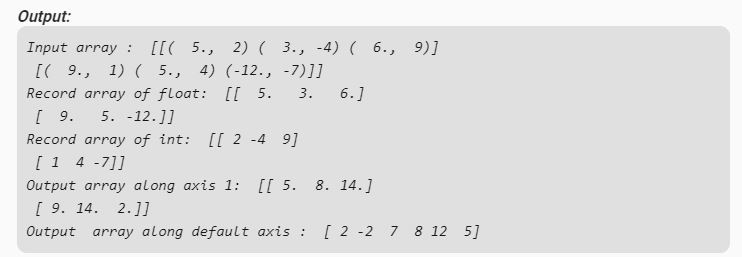 Output:
Input array :  [[(  5.,  2) (  3., -4) (  6.,  9)]
 [(  9.,  1) (  5.,  4) (-12., -7)]]
Record array of float:  [[  5.   3.   6.]
 [  9.   5. -12.]]
Record array of int:  [[ 2 -4  9]
 [ 1  4 -7]]
Output array along axis 1:  [[ 5.  8. 14.]
 [ 9. 14.  2.]]
Output  array along default axis :  [ 2 -2  7  8 12  5]